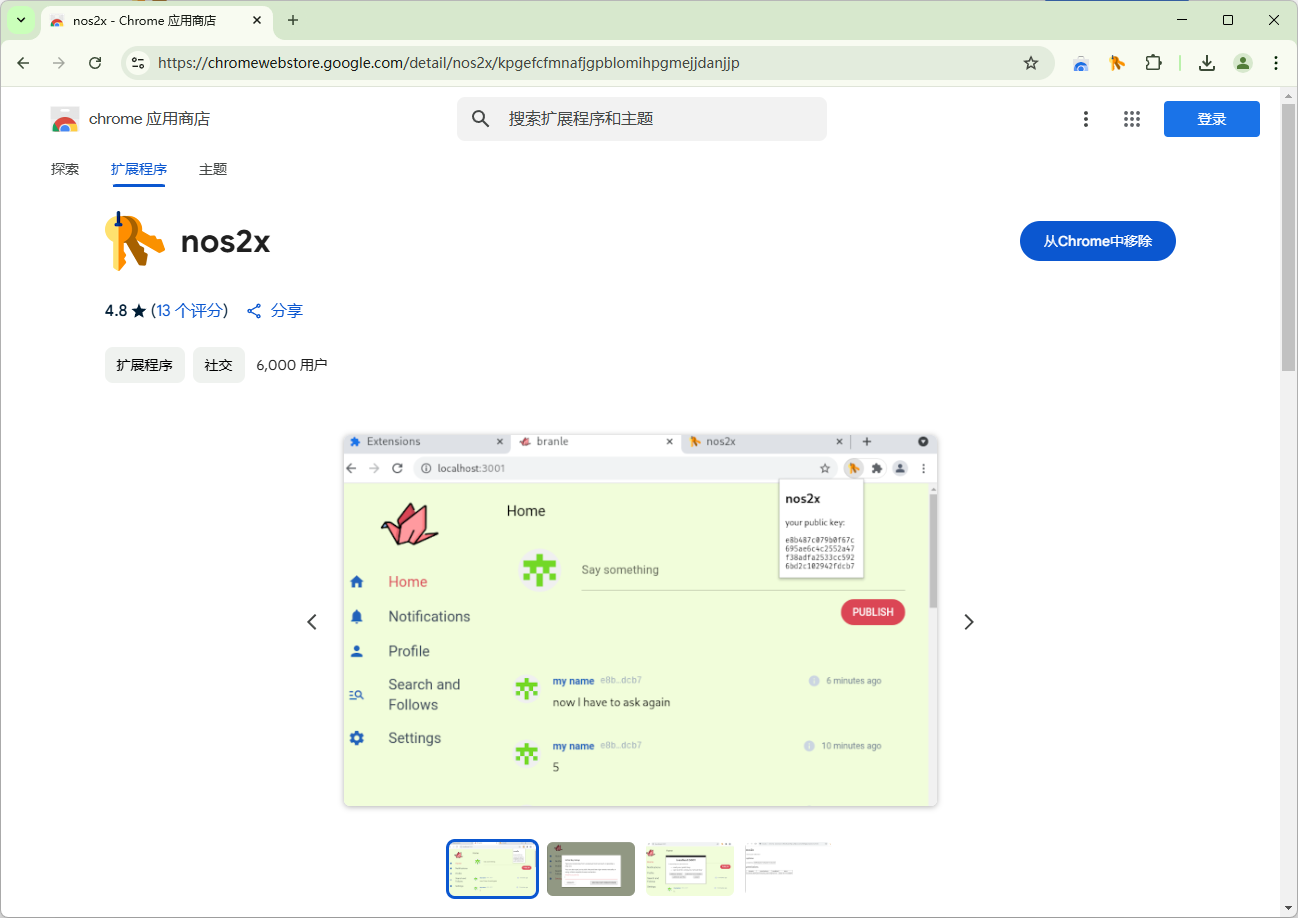 nos2x - Chrome 应用商店
https://chromewebstore.google.com/detail/nos2x/kpgefcfmnafjgpblomihpgmejjdanjjp
chrome 应用商店
搜索扩展程序和主题
登录
探索
扩展程序
主题
nos2x
从Chrome中移除
4.8 ★ (13 个评分)
分享
扩展程序
社交
6,000 用户
Extensions
branle
nos2x
localhost:3001
nos2x
your public key:
e8b487c079b0f67c
695ae6c4c2552a47
f38adfa2533cc592
6bd2c102942fdcb7
Home
Say something
PUBLISH
Home
Notifications
Profile
Search and
Follows
Settings
my name e8b…dcb7
6 minutes ago
now I have to ask again
my name e8b…dcb7
10 minutes ago
5